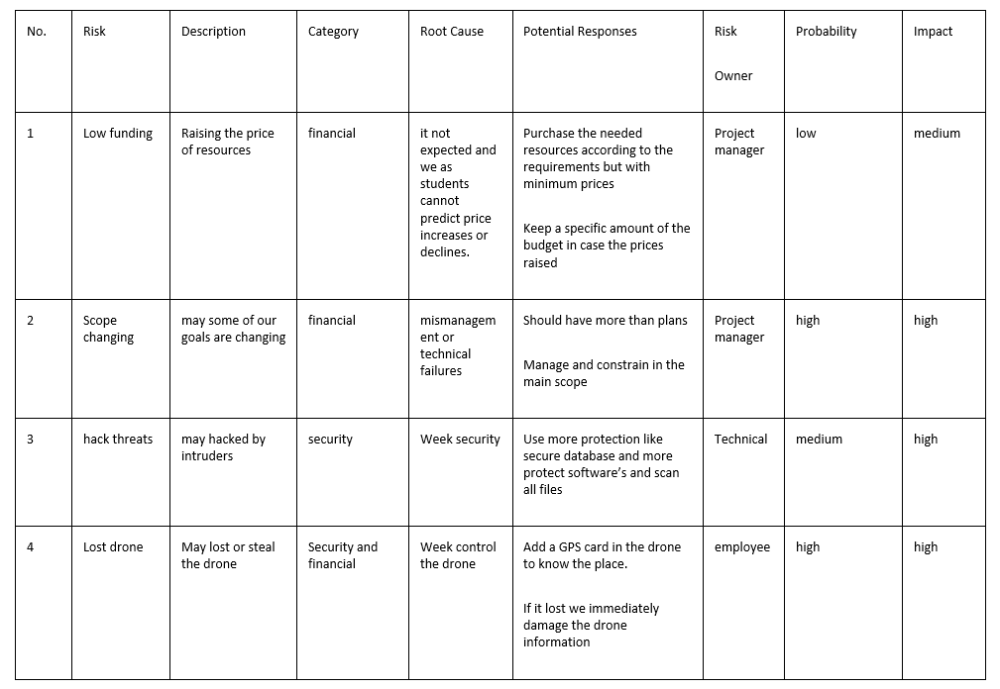 No.
Risk
Description
Category
Root Cause
Potential Responses
Risk
Owner
Probability
Impact
1
Low funding
Raising the price
of resources
financial
it not
expected and
we as
students
cannot
predict price
increases or
declines.
Purchase the needed
resources according to the
requirements but with
minimum prices
Keep a specific amount of the
budget in case the prices
raised
Project
manager
low
medium
2
Scope
changing
may some of our
goals are changing
financial
mismanagem
ent or
technical
failures
Should have more than plans
Manage and constrain in the
main scope
Project
manager
high
high
3
hack threats
may hacked by
intruders
security
Week security
Use more protection like
secure database and more
protect software’s and scan
all files
Technical
medium
high
4
Lost drone
May lost or steal
the drone
Security and
financial
Week control
the drone
Add a GPS card in the drone
to know the place.
If it lost we immediately
damage the drone
information
employee
high
high